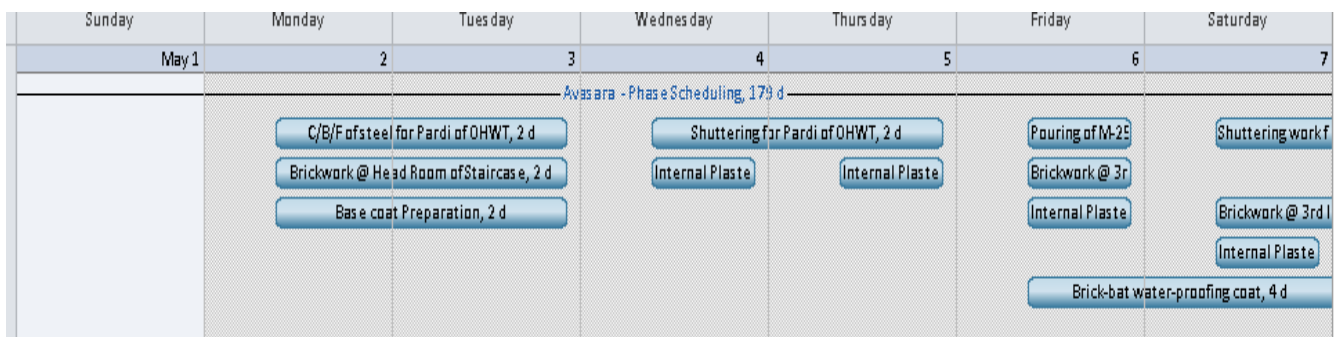 Sunday Monday Tuesday Wednesday Thursday Friday Saturday
May 1 2 3 4 5 6 7
Avasara - Phase Scheduling, 179 d
C/B/F of steel for Pardi of OHWT, 2 d Shuttering for Pardi of OHWT, 2 d Pouring of M-25 Shuttering work f
Brickwork @ Head Room of Staircase, 2 d Internal Plaste Internal Plaste Brickwork @ 3r
Base coat Preparation, 2 d Internal Plaste Brickwork @ 3rd l
Internal Plaste
Brick-bat water-proofing coat, 4 d